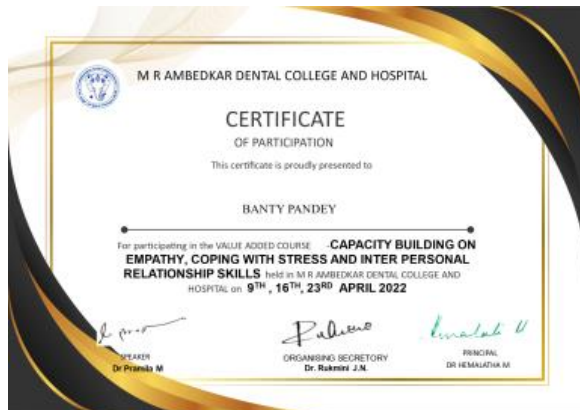 M R AMBEDKAR DENTAL COLLEGE AND HOSPITAL
CERTIFICATE
OF PARTICIPATION
This certificate is proudly presented to
BANTY PANDEY
For participating in the VALUE ADDED COURSE -CAPACITY BUILDING ON
EMPATHY, COPING WITH STRESS AND INTER PERSONAL
RELATIONSHIP SKILLS held in M R AMBEDKAR DENTAL COLLEGE AND
HOSPITAL on 9TH , 16TH, 23RD APRIL 2022
SPEAKER
Dr Pramila M
ORGANISING SECRETARY
Dr. Rukmini J.N.
PRINCIPAL
DR HEMALATHA M